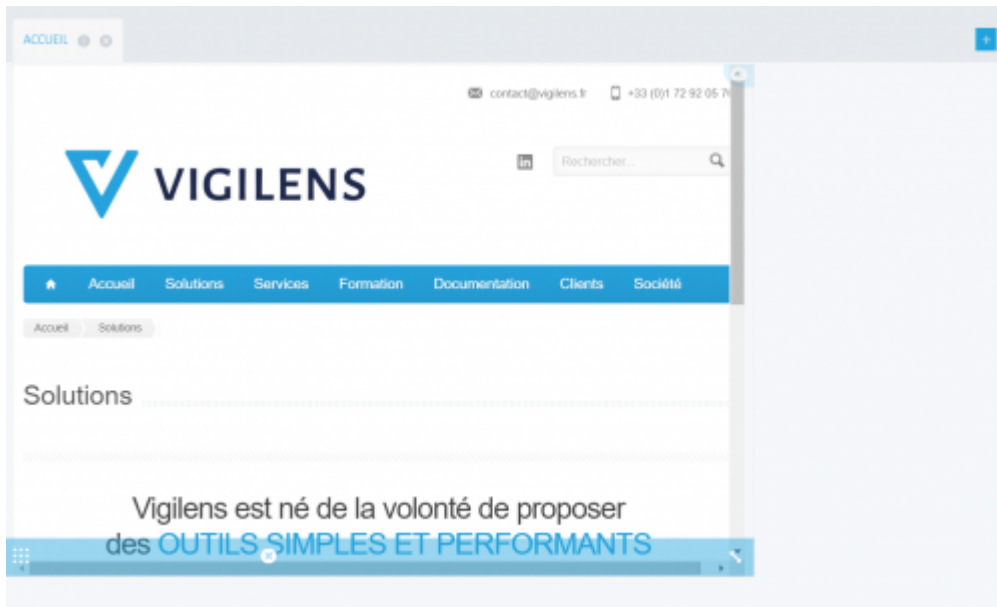 ACCUEIL
contact@vigilens.fr +33 (0)1 72 92 05
Rechercher...
VIGILENS
Accueil Solutions Services Formation Documentation Clients Société
Accueil Solutions
Solutions
Vigilens est né de la volonté de proposer
des OUTILS SIMPLES ET PERFORMANTS